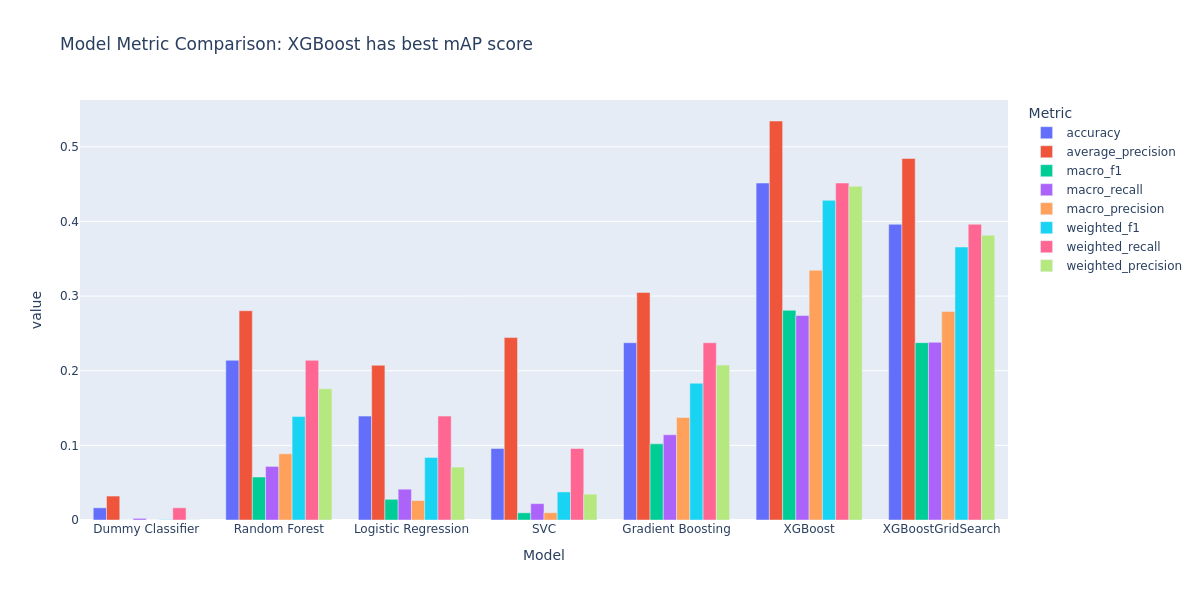 Model Metric Comparison: XGBoost has best mAP score
Metric
accuracy
average_precision
macro_f1
macro_recall
macro_precision
weighted_f1
weighted_recall
weighted_precision
value
0.5
0.4
0.3
0.2
0.1
0
Dummy Classifier Random Forest Logistic Regression SVC Gradient Boosting XGBoost XGBoostGridSearch
Model